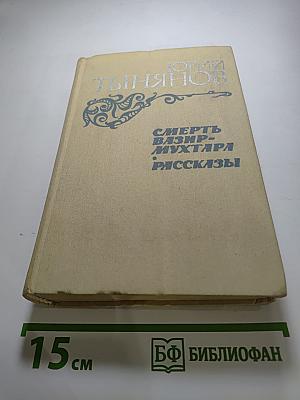 ЮРИЙ
ТЫНЯНОВ
СМЕРТЬ
ВАЗИР-
МУХТАРА
•
РАССКАЗЫ
15 см
БФ БИБЛИОФАН